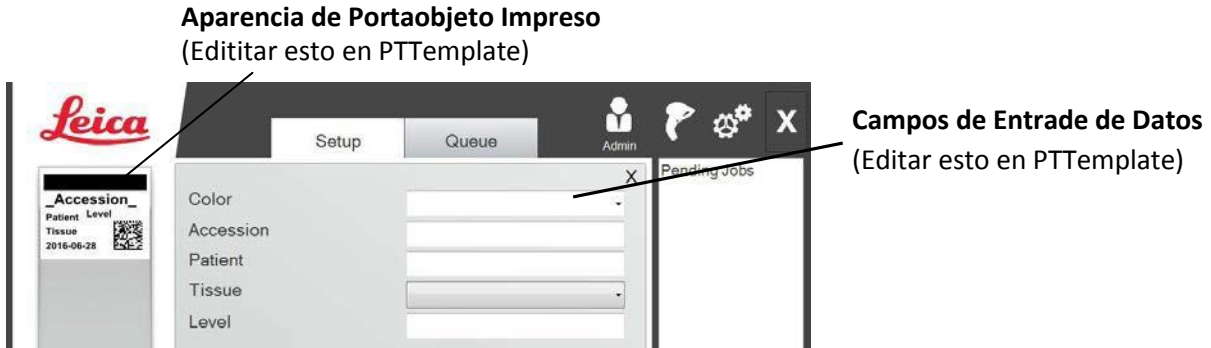 Aparencia de Portaobjeto Impreso
(Edititar esto en PTTemplate)
Leica
Setup
Queue
Admin
X
Campos de Entrade de Datos
(Editar esto en PTTemplate)
_Accession_
Patient Level
Tissue
2016-06-28
X
Pending Jobs
Color
Accession
Patient
Tissue
Level